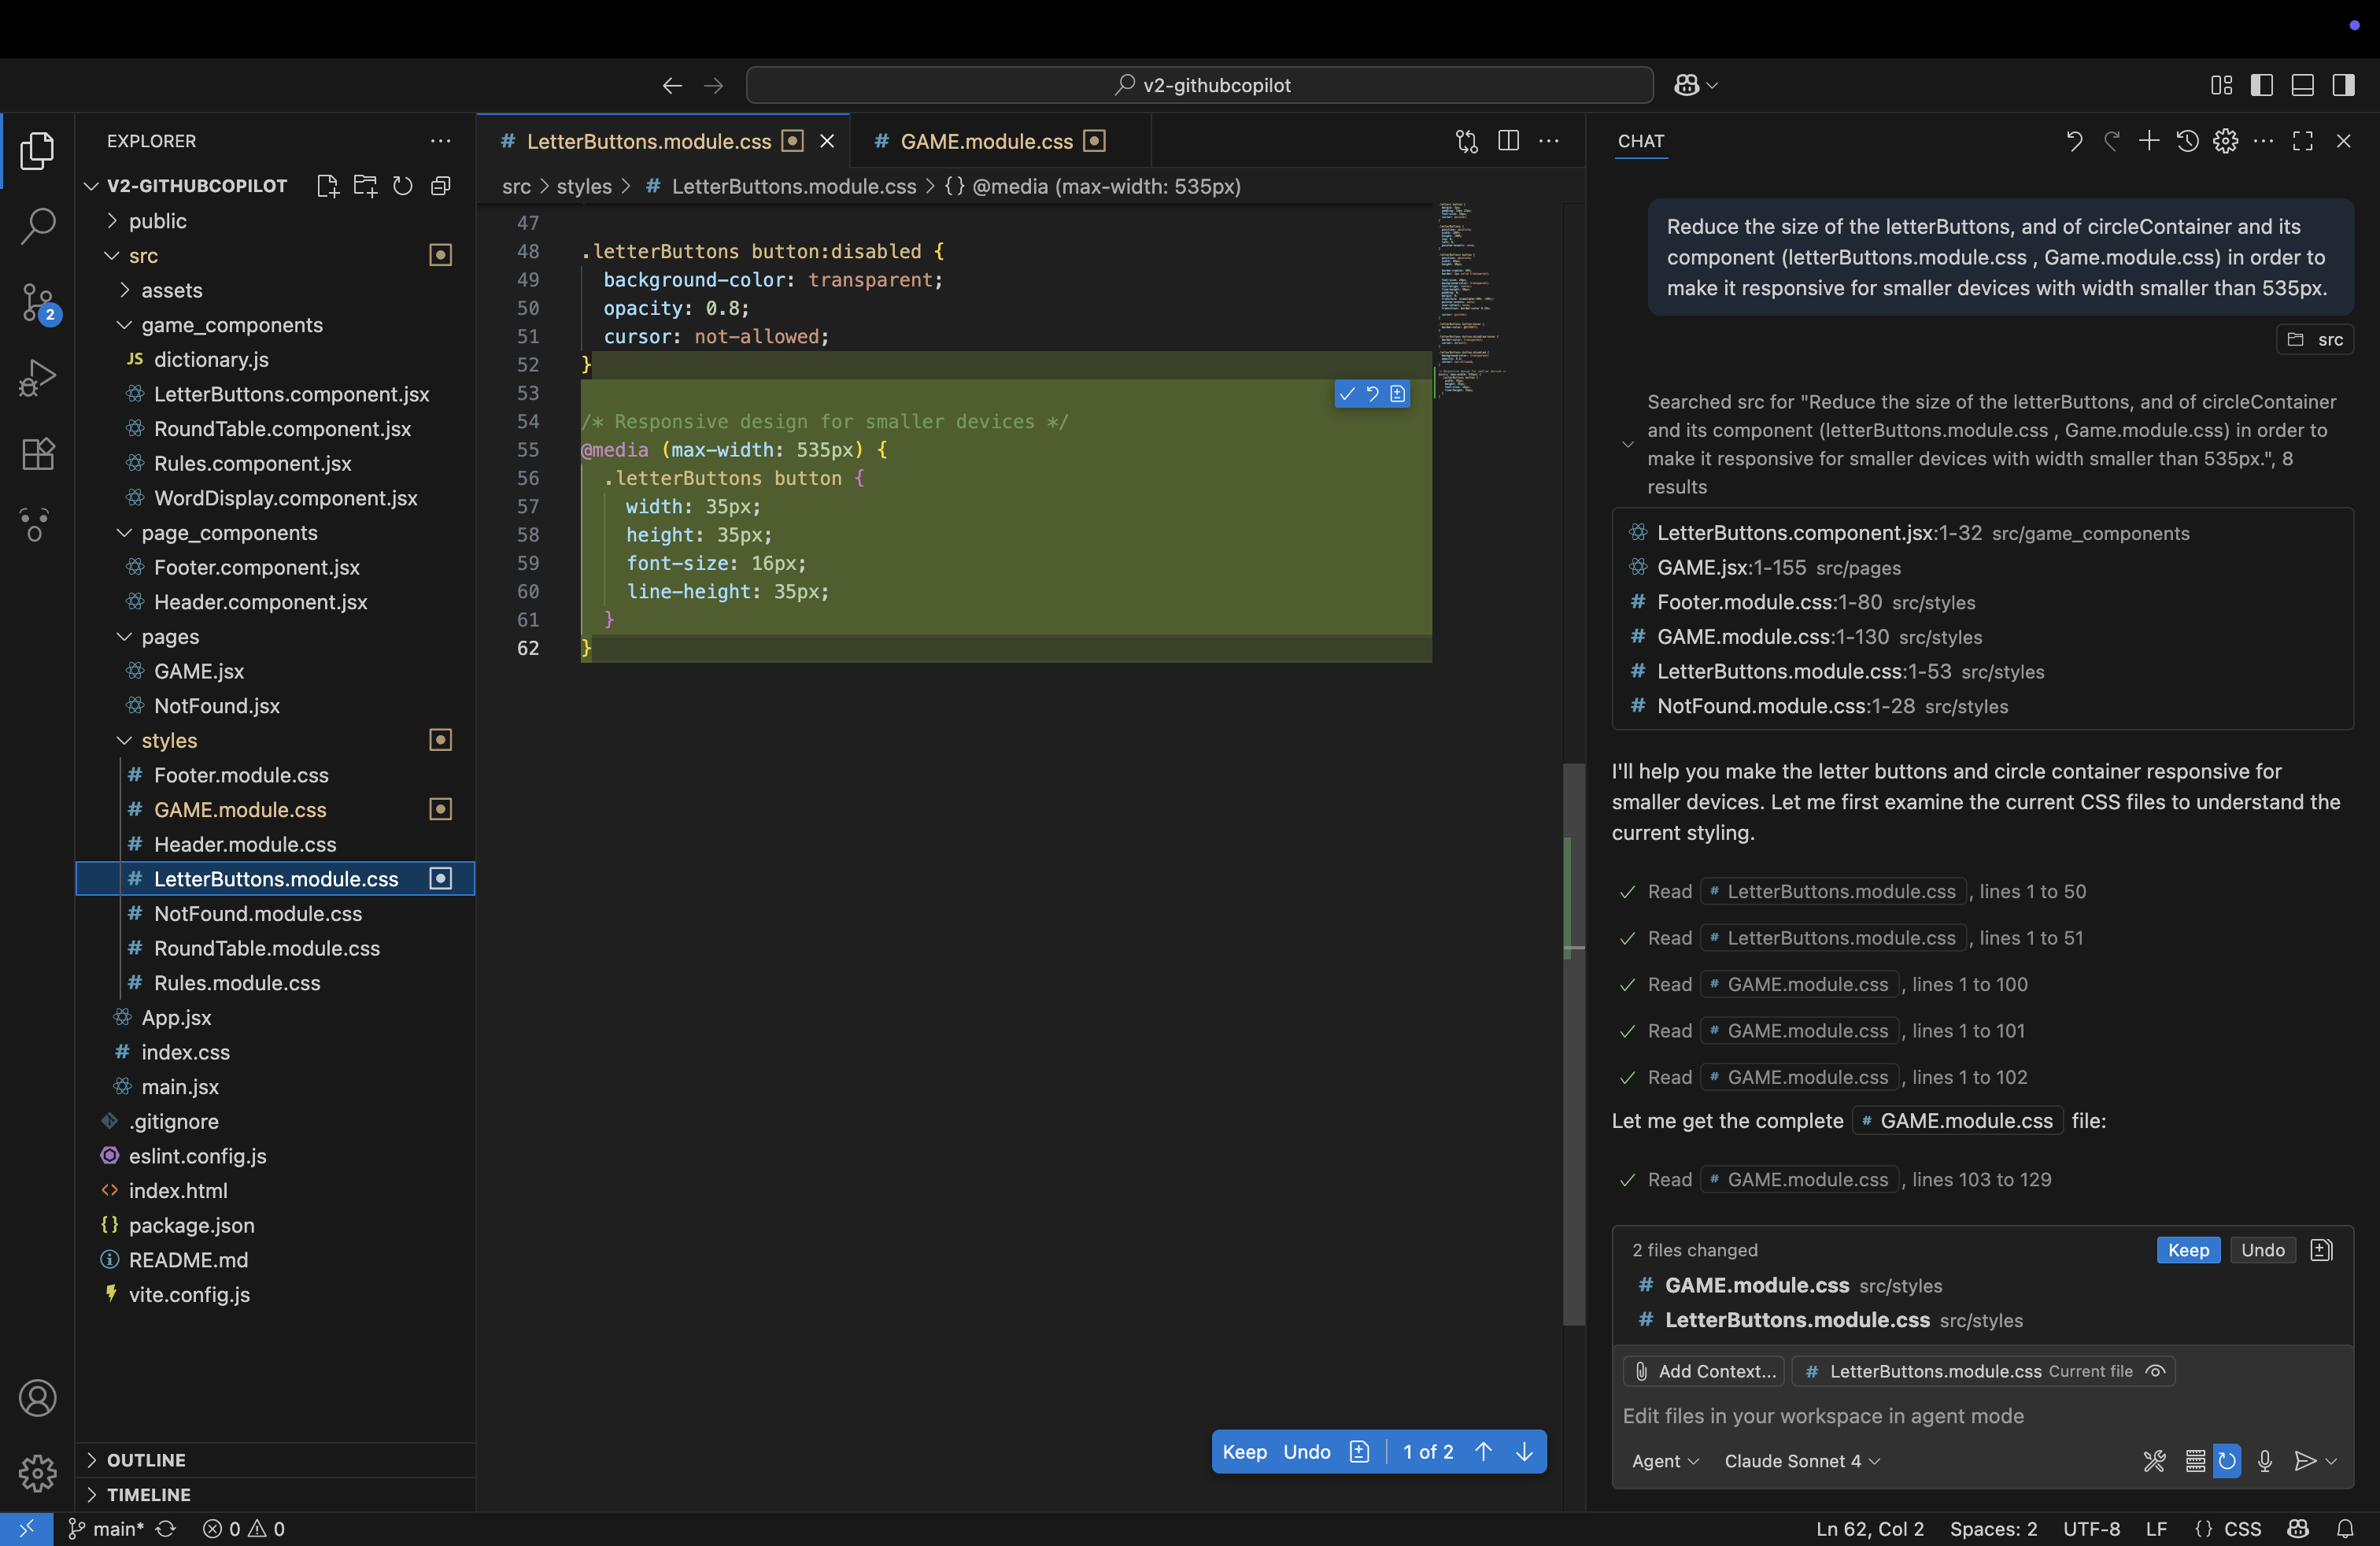 v2-githubcopilot
EXPLORER
V2-GITHUBCOPILOT
public
src
assets
game_components
JS dictionary.js
LetterButtons.component.jsx
RoundTable.component.jsx
Rules.component.jsx
WordDisplay.component.jsx
page_components
Footer.component.jsx
Header.component.jsx
pages
GAME.jsx
NotFound.jsx
styles
# Footer.module.css
# GAME.module.css
# Header.module.css
# LetterButtons.module.css
# NotFound.module.css
# RoundTable.module.css
# Rules.module.css
App.jsx
# index.css
main.jsx
.gitignore
eslint.config.js
<> index.html
{} package.json
README.md
vite.config.js
OUTLINE
TIMELINE
2
# LetterButtons.module.css
# GAME.module.css
src > styles > # LetterButtons.module.css > {} @media (max-width: 535px)
47
48 .letterButtons button:disabled {
49 background-color: transparent;
50 opacity: 0.8;
51 cursor: not-allowed;
52 }
53
54 /* Responsive design for smaller devices */
55 @media (max-width: 535px) {
56 .letterButtons button {
57 width: 35px;
58 height: 35px;
59 font-size: 16px;
60 line-height: 35px;
61 }
62 }
Keep Undo 1 of 2
CHAT
Reduce the size of the letterButtons, and of circleContainer and its
component (letterButtons.module.css , Game.module.css) in order to
make it responsive for smaller devices with width smaller than 535px.
src
Searched src for "Reduce the size of the letterButtons, and of circleContainer
and its component (letterButtons.module.css , Game.module.css) in order to
make it responsive for smaller devices with width smaller than 535px.", 8
results
LetterButtons.component.jsx:1-32 src/game_components
GAME.jsx:1-155 src/pages
# Footer.module.css:1-80 src/styles
# GAME.module.css:1-130 src/styles
# LetterButtons.module.css:1-53 src/styles
# NotFound.module.css:1-28 src/styles
I'll help you make the letter buttons and circle container responsive for
smaller devices. Let me first examine the current CSS files to understand the
current styling.
Read # LetterButtons.module.css , lines 1 to 50
Read # LetterButtons.module.css , lines 1 to 51
Read # GAME.module.css , lines 1 to 100
Read # GAME.module.css , lines 1 to 101
Read # GAME.module.css , lines 1 to 102
Let me get the complete # GAME.module.css file:
Read # GAME.module.css , lines 103 to 129
2 files changed Keep Undo
# GAME.module.css src/styles
# LetterButtons.module.css src/styles
Add Context... # LetterButtons.module.css Current file
Edit files in your workspace in agent mode
Agent Claude Sonnet 4
main* 0 0
Ln 62, Col 2 Spaces: 2 UTF-8 LF {} CSS